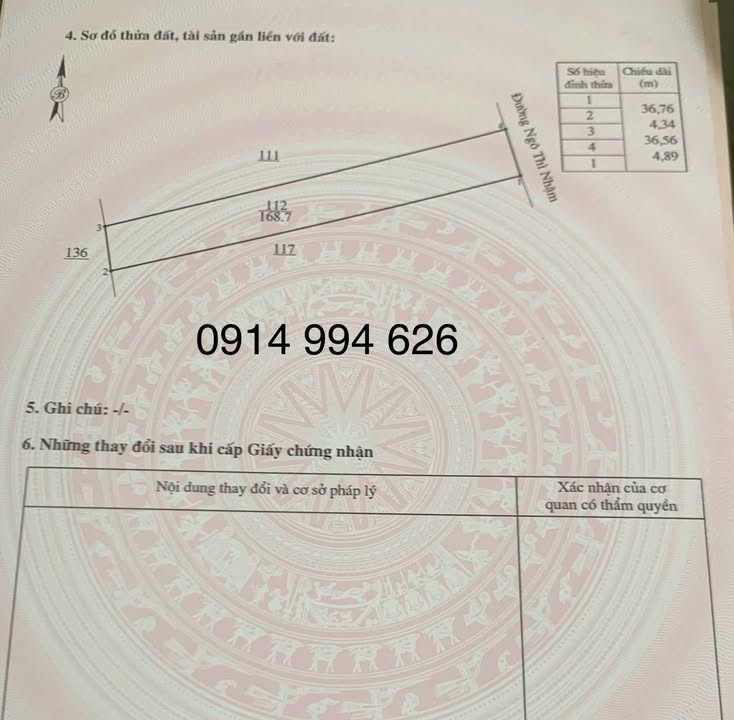 4. Sơ đồ thửa đất, tài sản gắn liền với đất:
B
Số hiệu đỉnh thửa | Chiều dài (m)
1
36,76
2
4,34
3
36,56
4
4,89
1
Đường Ngô Thì Nhậm
111
112
168.7
117
136
3
2
0914 994 626
5. Ghi chú: -/-
6. Những thay đổi sau khi cấp Giấy chứng nhận
Nội dung thay đổi và cơ sở pháp lý
Xác nhận của cơ
quan có thẩm quyền